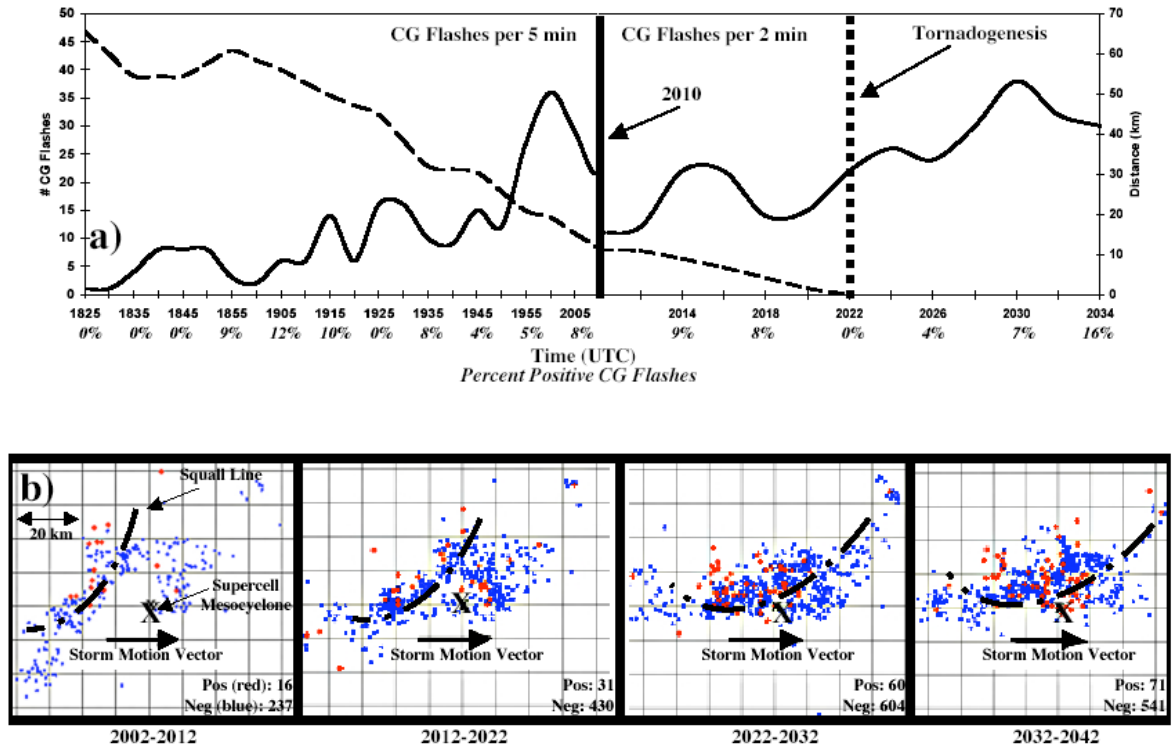 CG Flashes per 5 min
CG Flashes per 2 min
Tornadogenesis
2010
# CG Flashes
50
45
40
35
30
25
20
15
10
5
0
Distance (km)
70
60
50
40
30
20
10
0
a)
1825 1835 1845 1855 1905 1915 1925 1935 1945 1955 2005 2014 2018 2022 2026 2030 2034
0% 0% 0% 9% 12% 10% 0% 8% 4% 5% 8% 9% 8% 0% 4% 7% 16%
Time (UTC)
Percent Positive CG Flashes
b)
Squall Line
20 km
Supercell
Mesocyclone
X
Storm Motion Vector
Pos (red): 16
Neg (blue): 237
2002-2012
X
Storm Motion Vector
Pos: 31
Neg: 430
2012-2022
X
Storm Motion Vector
Pos: 60
Neg: 604
2022-2032
X
Storm Motion Vector
Pos: 71
Neg: 541
2032-2042